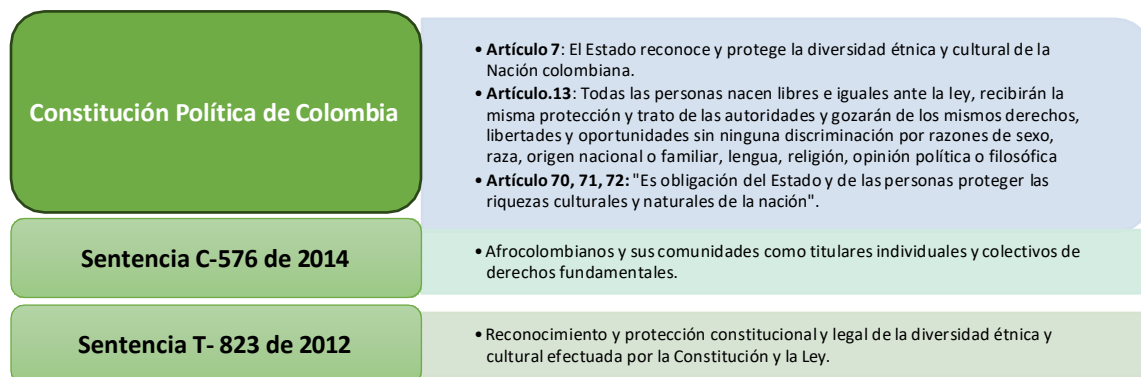 Constitución Política de Colombia
• Artículo 7: El Estado reconoce y protege la diversidad étnica y cultural de la
Nación colombiana.
• Artículo.13: Todas las personas nacen libres e iguales ante la ley, recibirán la
misma protección y trato de las autoridades y gozarán de los mismos derechos,
libertades y oportunidades sin ninguna discriminación por razones de sexo,
raza, origen nacional o familiar, lengua, religión, opinión política o filosófica
• Artículo 70, 71, 72: "Es obligación del Estado y de las personas proteger las
riquezas culturales y naturales de la nación".
Sentencia C-576 de 2014
• Afrocolombianos y sus comunidades como titulares individuales y colectivos de
derechos fundamentales.
Sentencia T- 823 de 2012
• Reconocimiento y protección constitucional y legal de la diversidad étnica y
cultural efectuada por la Constitución y la Ley.